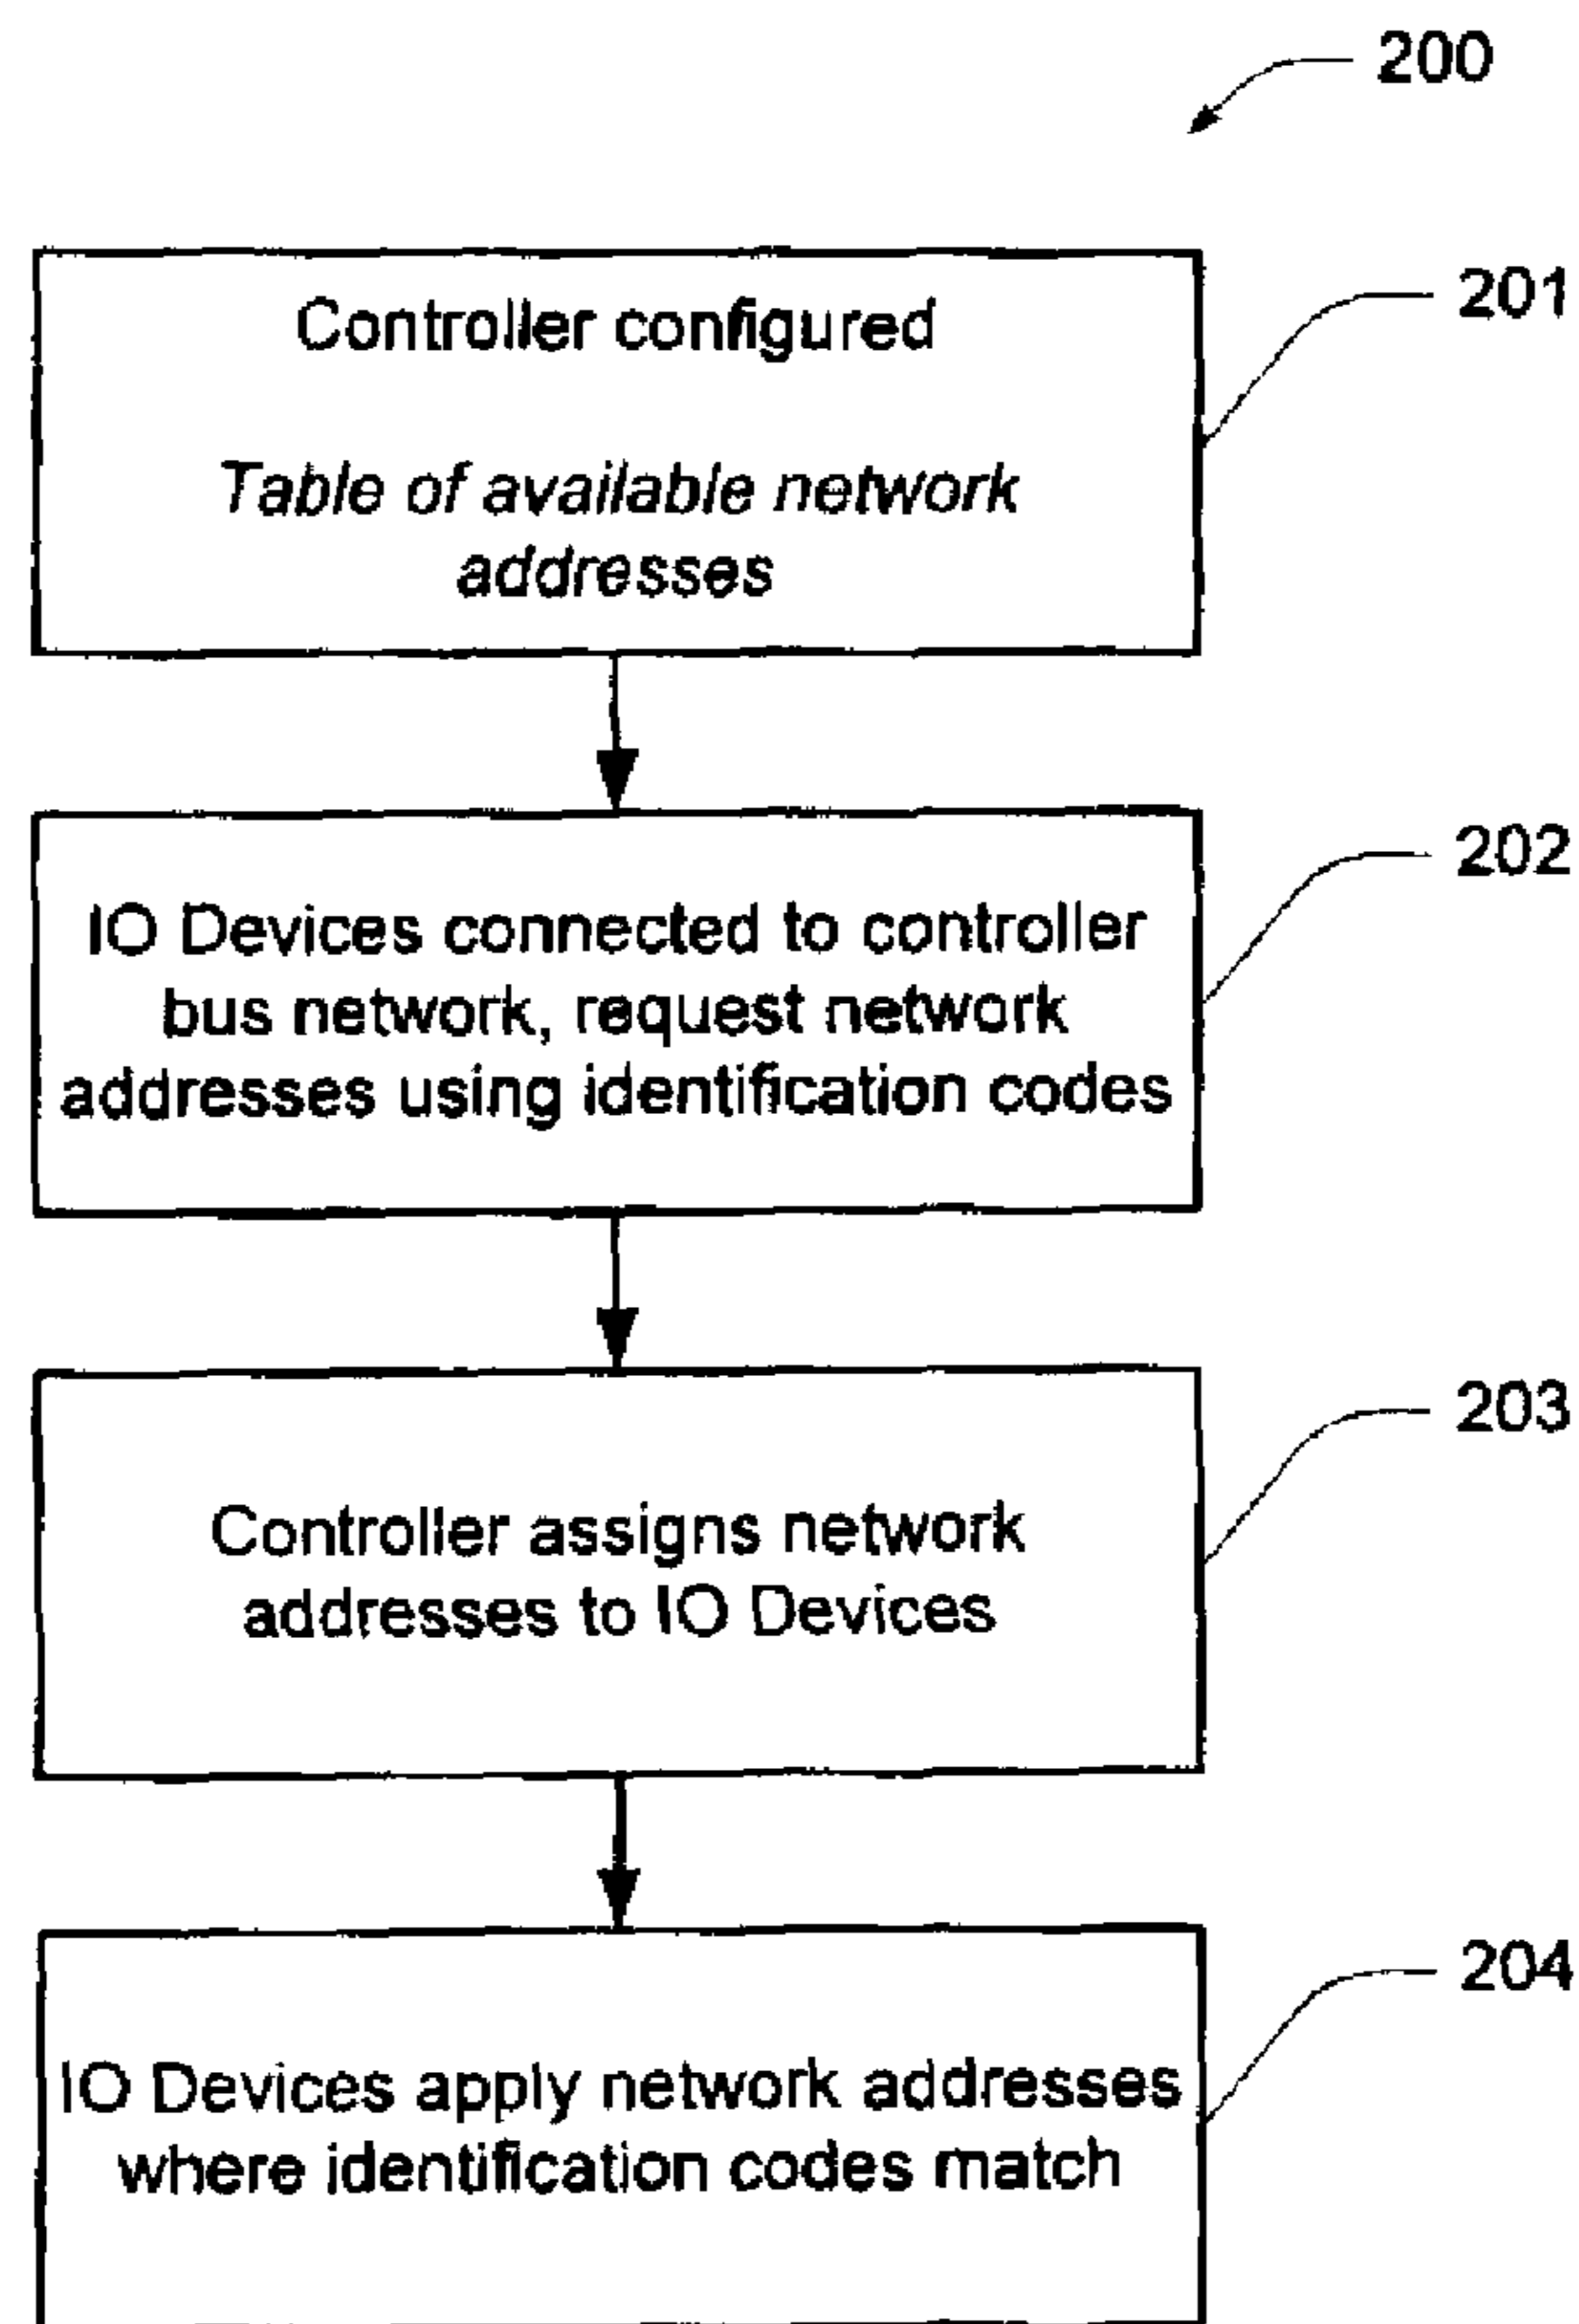 200
Controller configured
201
Table of available network
addresses
202
IO Devices connected to controller
bus network, request network
addresses using identification codes
203
Controller assigns network
addresses to IO Devices
204
IO Devices apply network addresses
where identification codes match